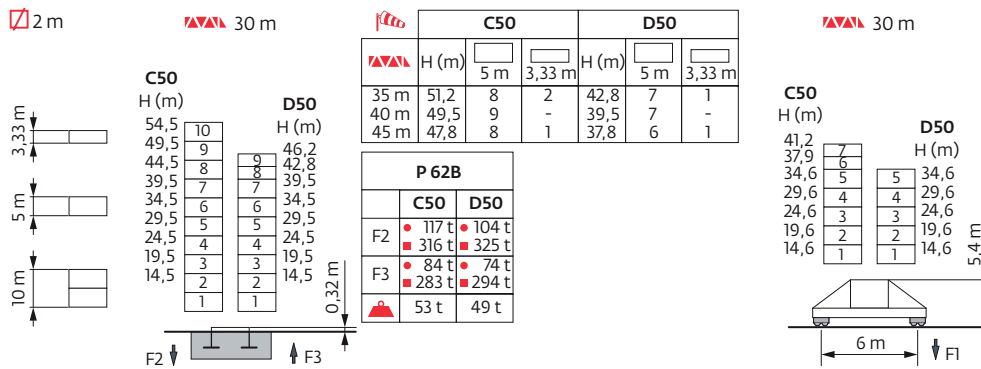 2 m
30 m
C50
H (m)
54,5
49,5
44,5
39,5
34,5
29,5
24,5
19,5
14,5
10
9
8
7
6
5
4
3
2
1
D50
H (m)
46,2
42,8
39,5
34,5
29,5
24,5
19,5
14,5
9
8
7
6
5
4
3
2
1
3,33 m
5 m
10 m
0,32 m
F2
F3
C50 D50
H (m) 5 m 3,33 m H (m) 5 m 3,33 m
35 m 51,2 8 2 42,8 7 1
40 m 49,5 9 - 39,5 7 -
45 m 47,8 8 1 37,8 6 1
P 62B
C50 D50
F2 117 t 104 t
316 t 325 t
F3 84 t 74 t
283 t 294 t
53 t 49 t
30 m
C50
H (m)
41,2
37,9
34,6
29,6
24,6
19,6
14,6
7
6
5
4
3
2
1
D50
H (m)
34,6
29,6
24,6
19,6
14,6
5
4
3
2
1
5,4 m
6 m
F1